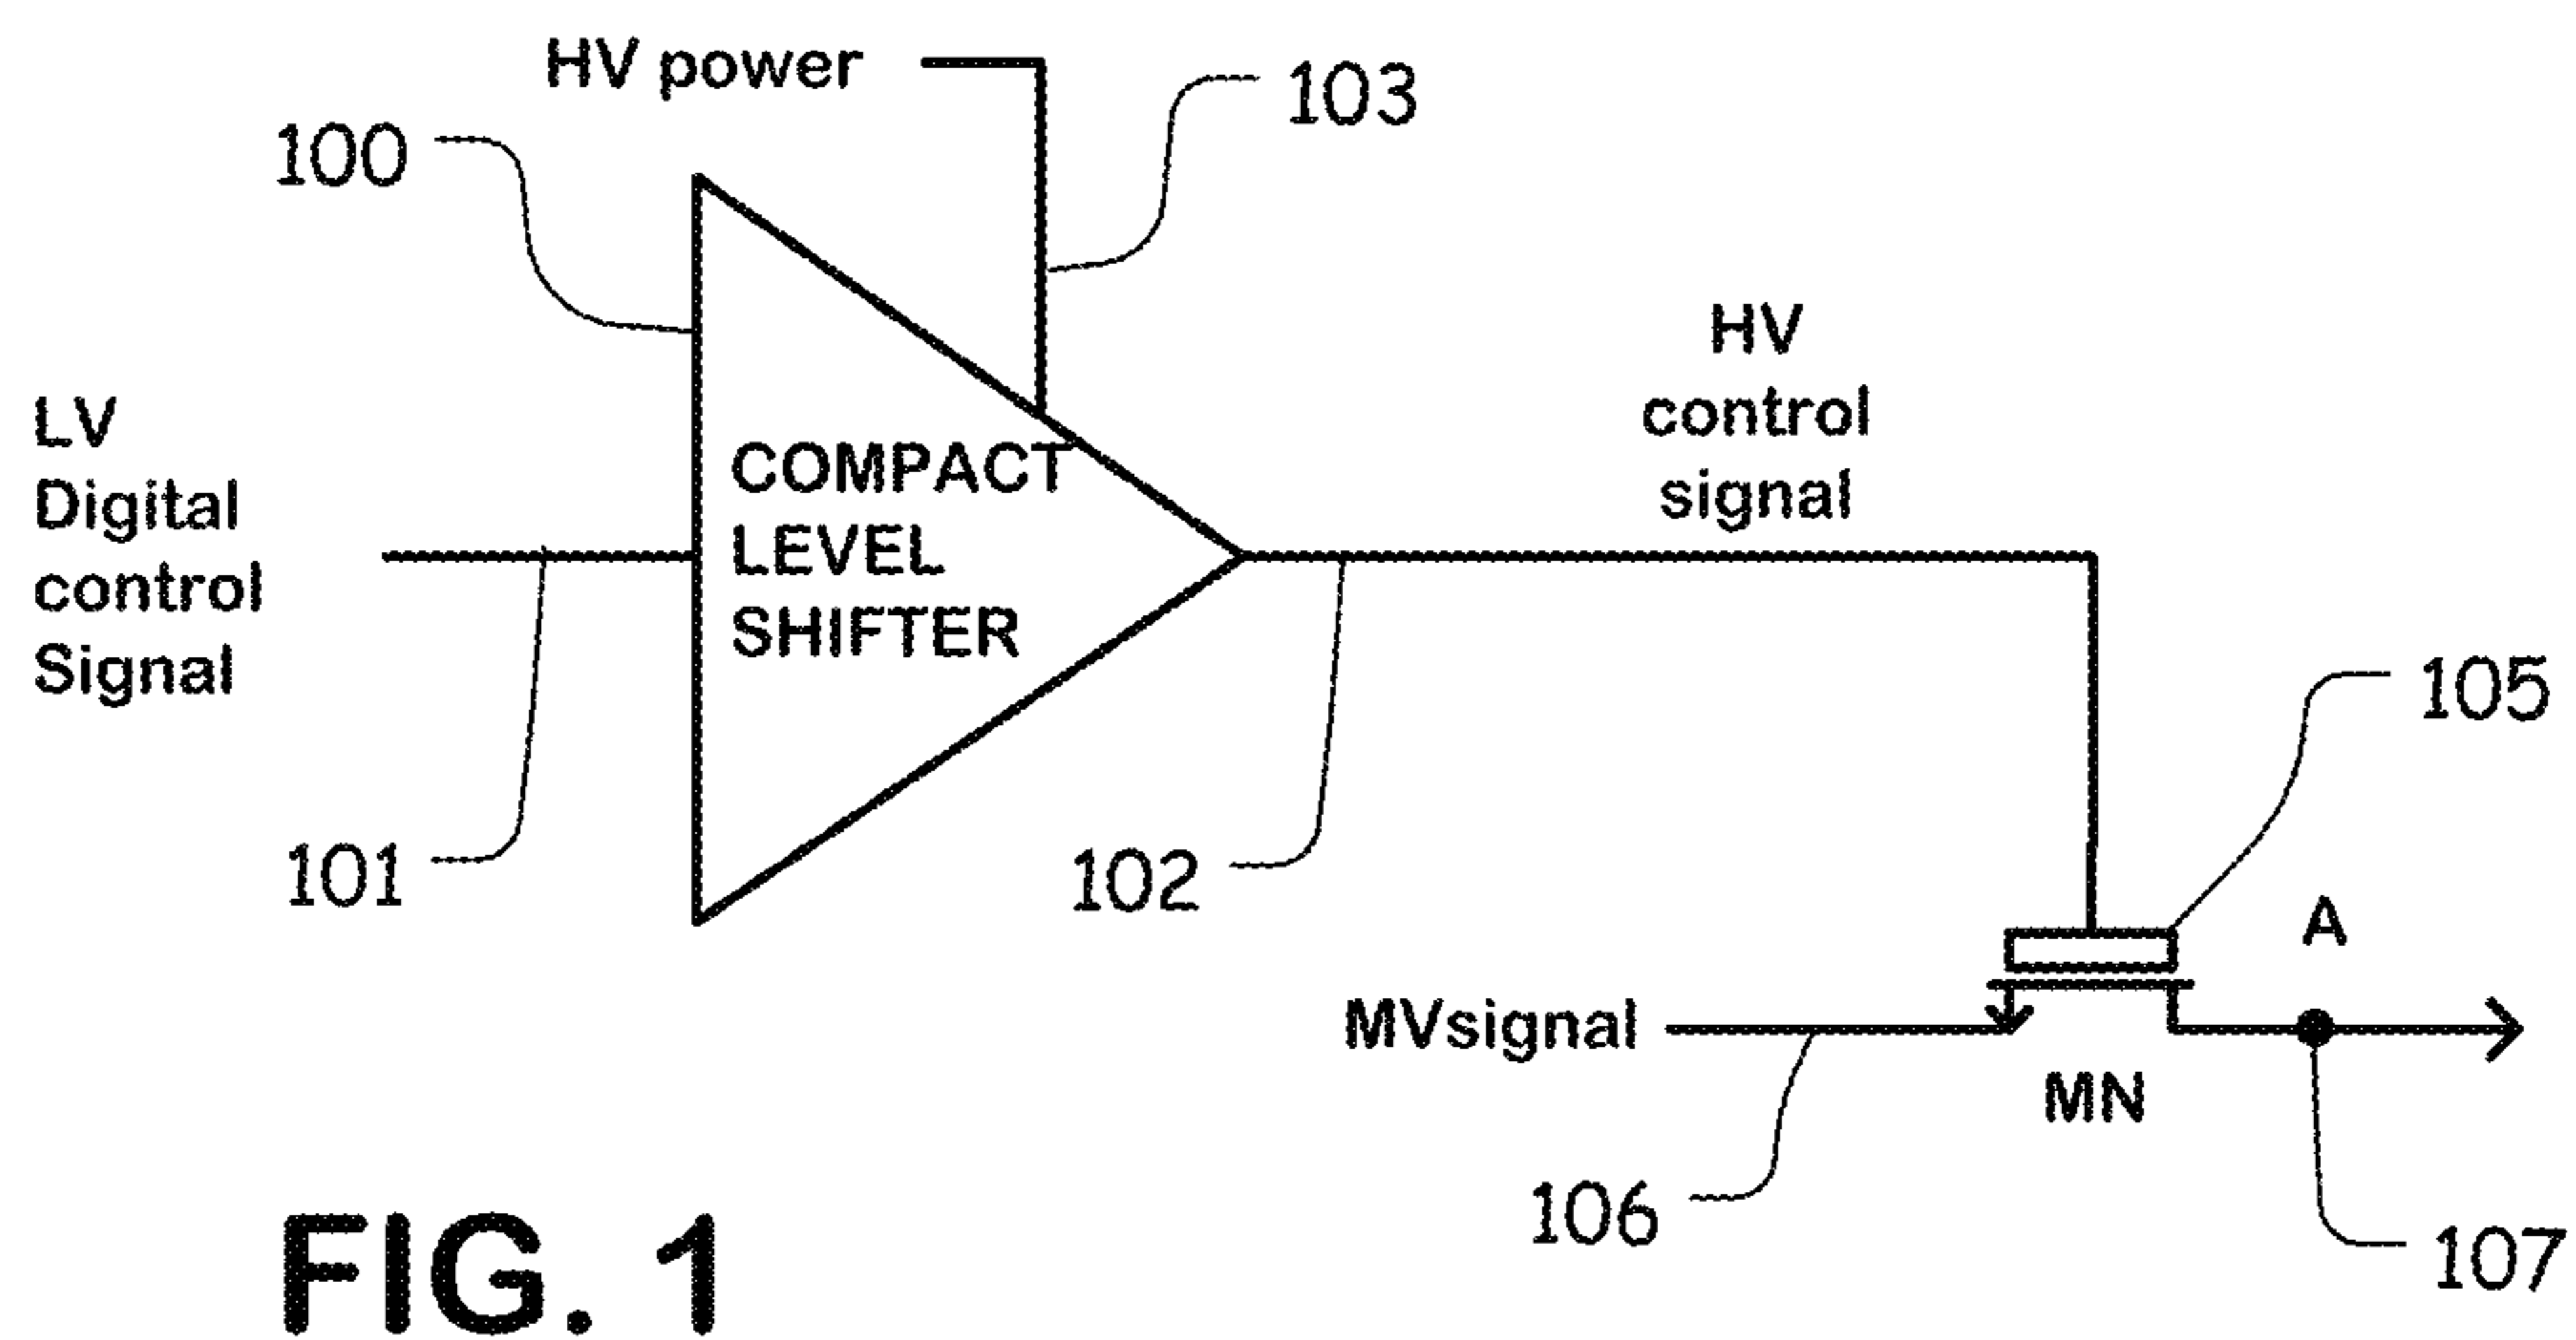 HV power
103
100
HV
control
signal
LV
Digital
control
Signal
COMPACT
LEVEL
SHIFTER
105
101
102
A
MVsignal
MN
106
107
FIG. 1